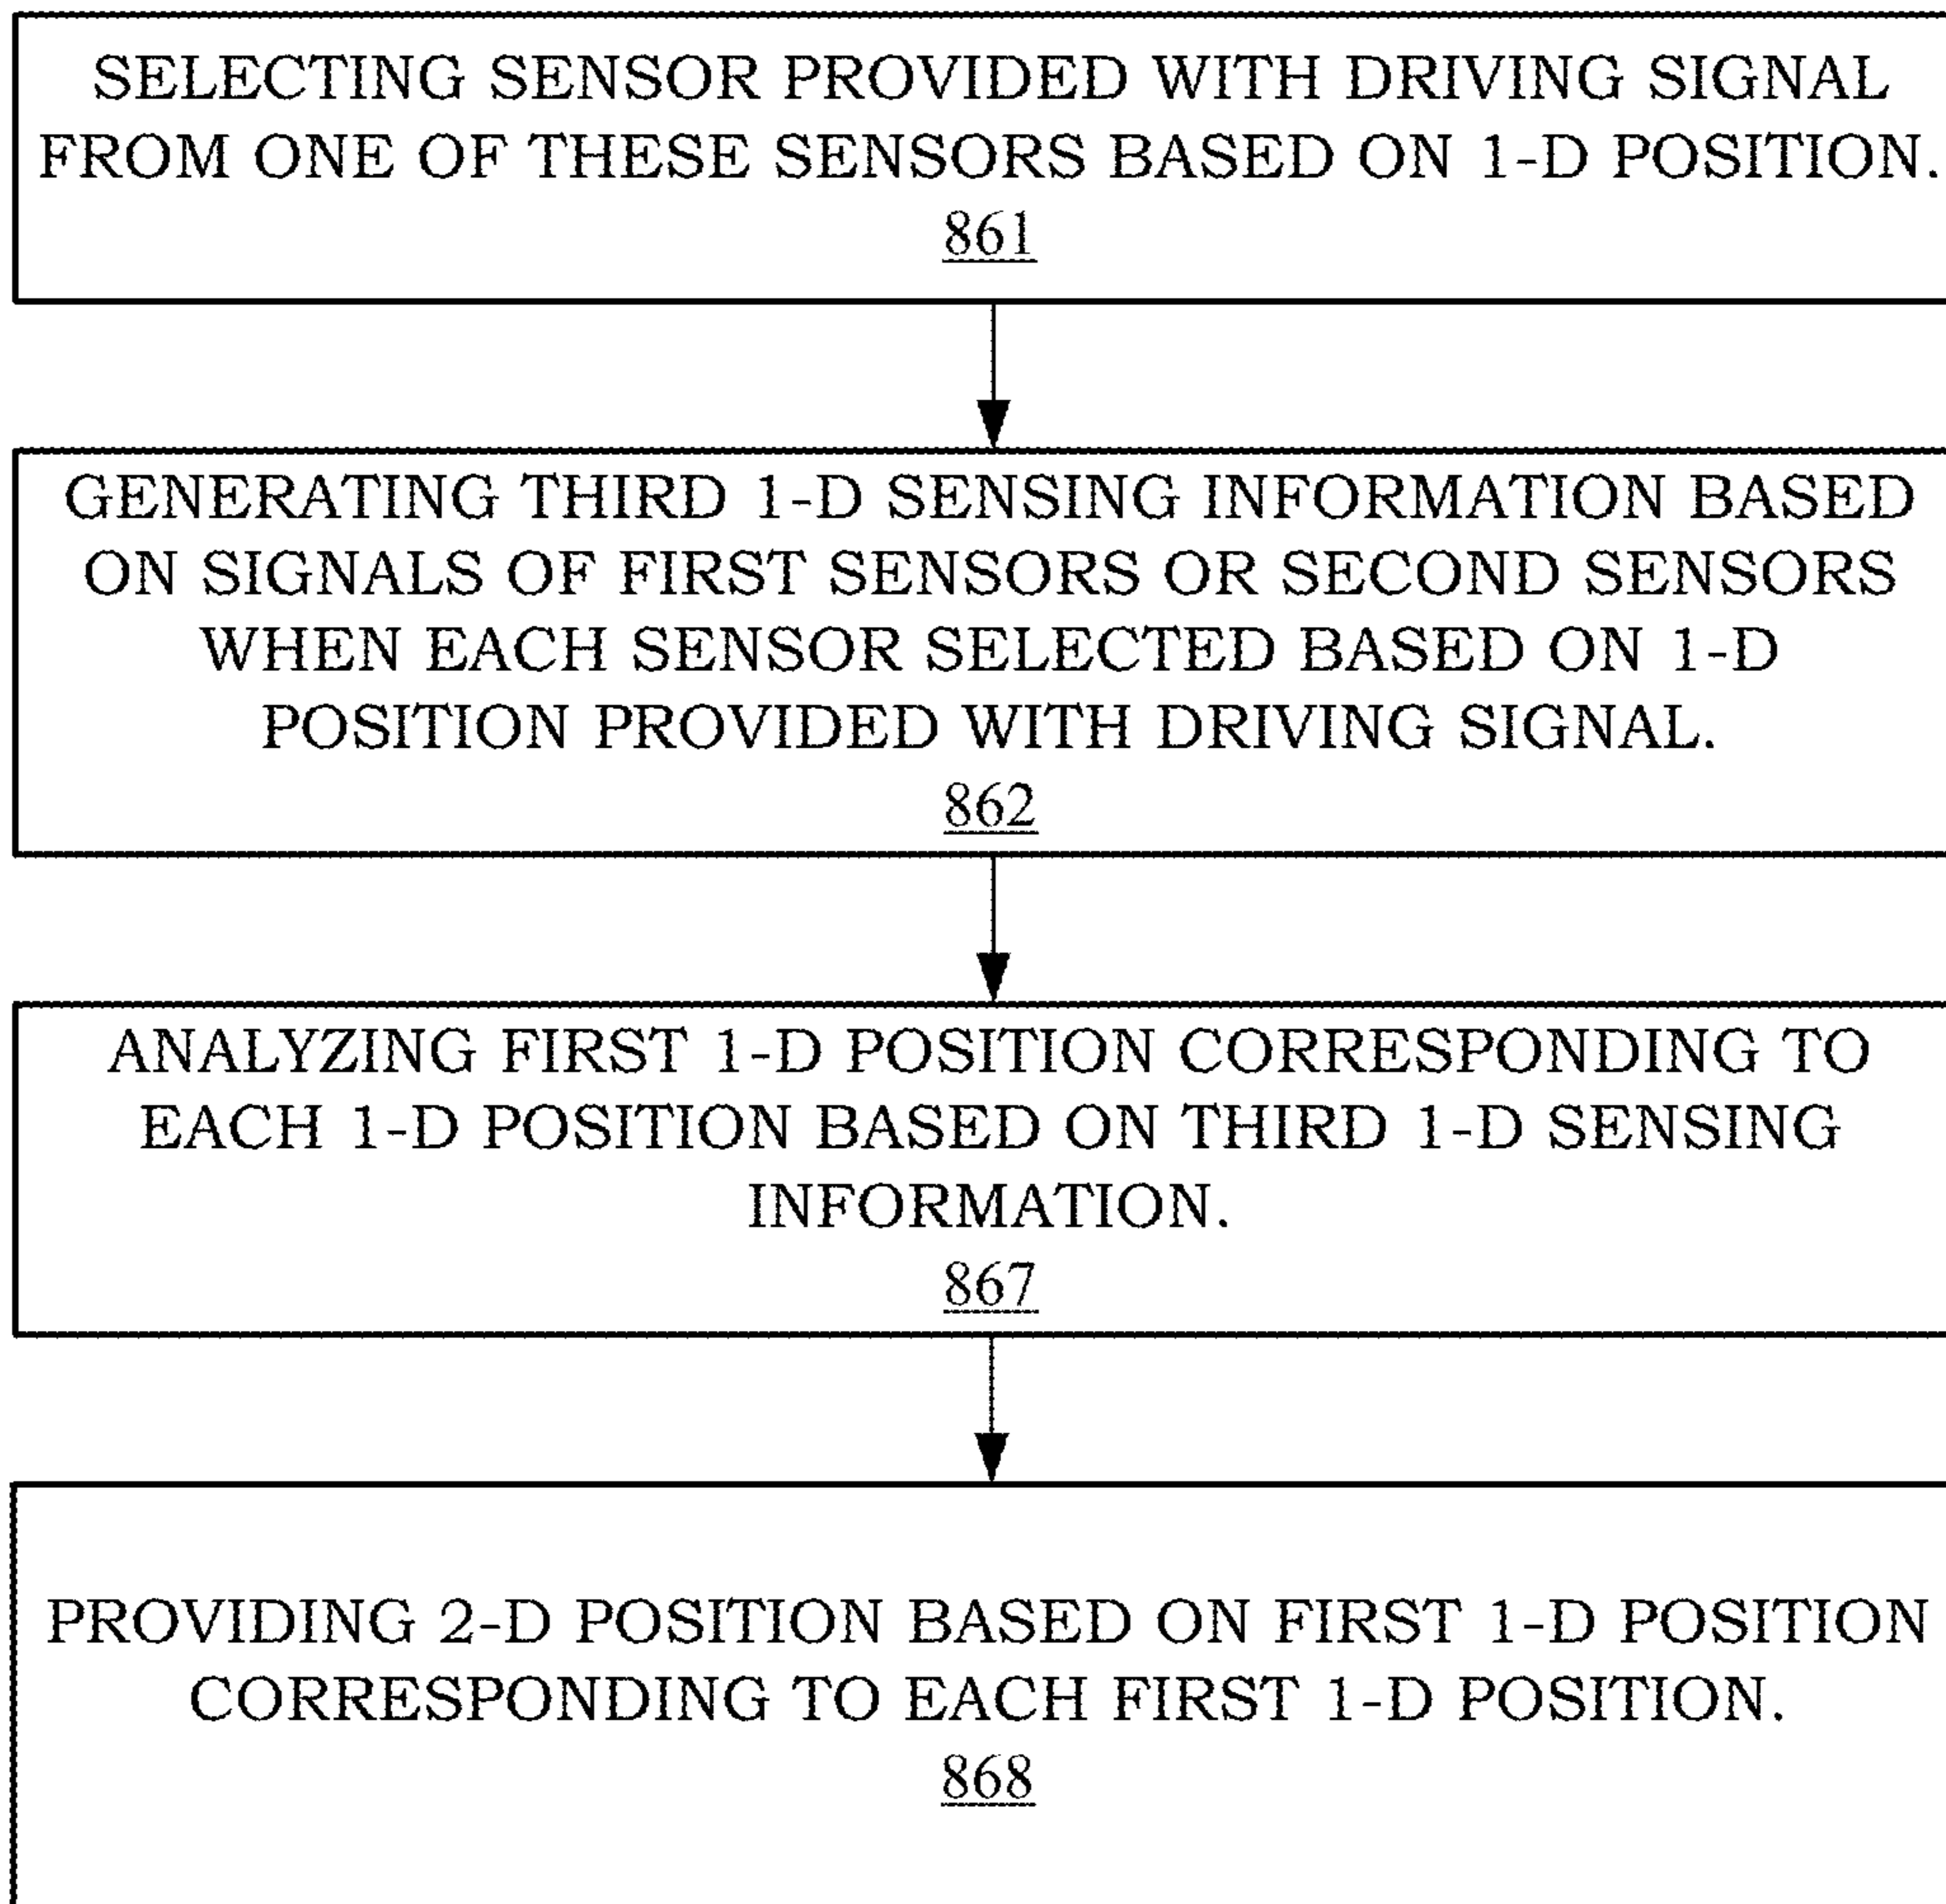 SELECTING SENSOR PROVIDED WITH DRIVING SIGNAL
FROM ONE OF THESE SENSORS BASED ON 1-D POSITION.
861
GENERATING THIRD 1-D SENSING INFORMATION BASED
ON SIGNALS OF FIRST SENSORS OR SECOND SENSORS
WHEN EACH SENSOR SELECTED BASED ON 1-D
POSITION PROVIDED WITH DRIVING SIGNAL.
862
ANALYZING FIRST 1-D POSITION CORRESPONDING TO
EACH 1-D POSITION BASED ON THIRD 1-D SENSING
INFORMATION.
867
PROVIDING 2-D POSITION BASED ON FIRST 1-D POSITION
CORRESPONDING TO EACH FIRST 1-D POSITION.
868